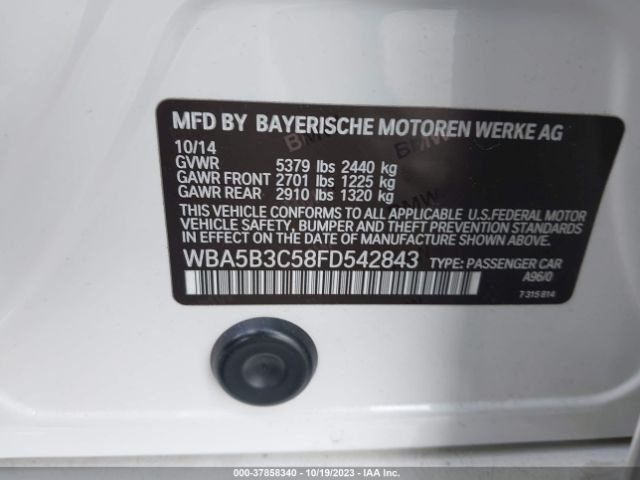 MFD BY BAYERISCHE MOTOREN WERKE AG
10/14
GVWR 5379 lbs 2440 kg
GAWR FRONT 2701 lbs 1225 kg
GAWR REAR 2910 lbs 1320 kg
THIS VEHICLE CONFORMS TO ALL APPLICABLE U.S.FEDERAL MOTOR
VEHICLE SAFETY, BUMPER AND THEFT PREVENTION STANDARDS
IN EFFECT ON THE DATE OF MANUFACTURE SHOWN ABOVE.
WBA5B3C58FD542843 TYPE: PASSENGER CAR
A96/0
7315814
000-37858340 - 10/19/2023 - IAA Inc.